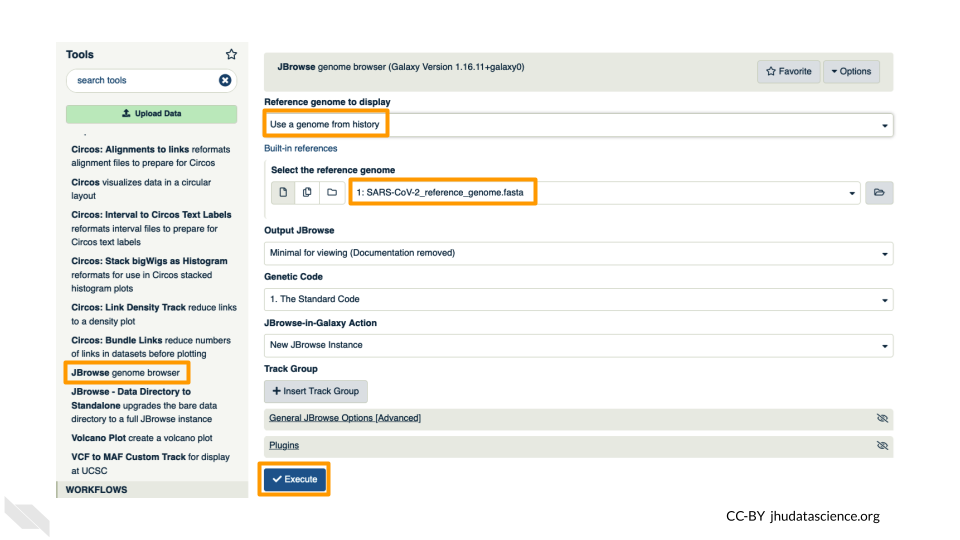 Tools
search tools
Upload Data
Circos: Alignments to links reformats
alignment files to prepare for Circos
Circos visualizes data in a circular
layout
Circos: Interval to Circos Text Labels
reformats interval files to prepare for
Circos text labels
Circos: Stack bigWigs as Histogram
reformats for use in Circos stacked
histogram plots
Circos: Link Density Track reduce links
to a density plot
Circos: Bundle Links reduce numbers
of links in datasets before plotting
JBrowse genome browser
JBrowse - Data Directory to
Standalone upgrades the bare data
directory to a full JBrowse instance
Volcano Plot create a volcano plot
VCF to MAF Custom Track for display
at UCSC
WORKFLOWS
JBrowse genome browser (Galaxy Version 1.16.11+galaxy0)
Favorite
Options
Reference genome to display
Use a genome from history
Built-in references
Select the reference genome
1: SARS-CoV-2_reference_genome.fasta
Output JBrowse
Minimal for viewing (Documentation removed)
Genetic Code
1. The Standard Code
JBrowse-in-Galaxy Action
New JBrowse Instance
Track Group
+ Insert Track Group
General JBrowse Options [Advanced]
Plugins
Execute
CC-BY jhudatascience.org